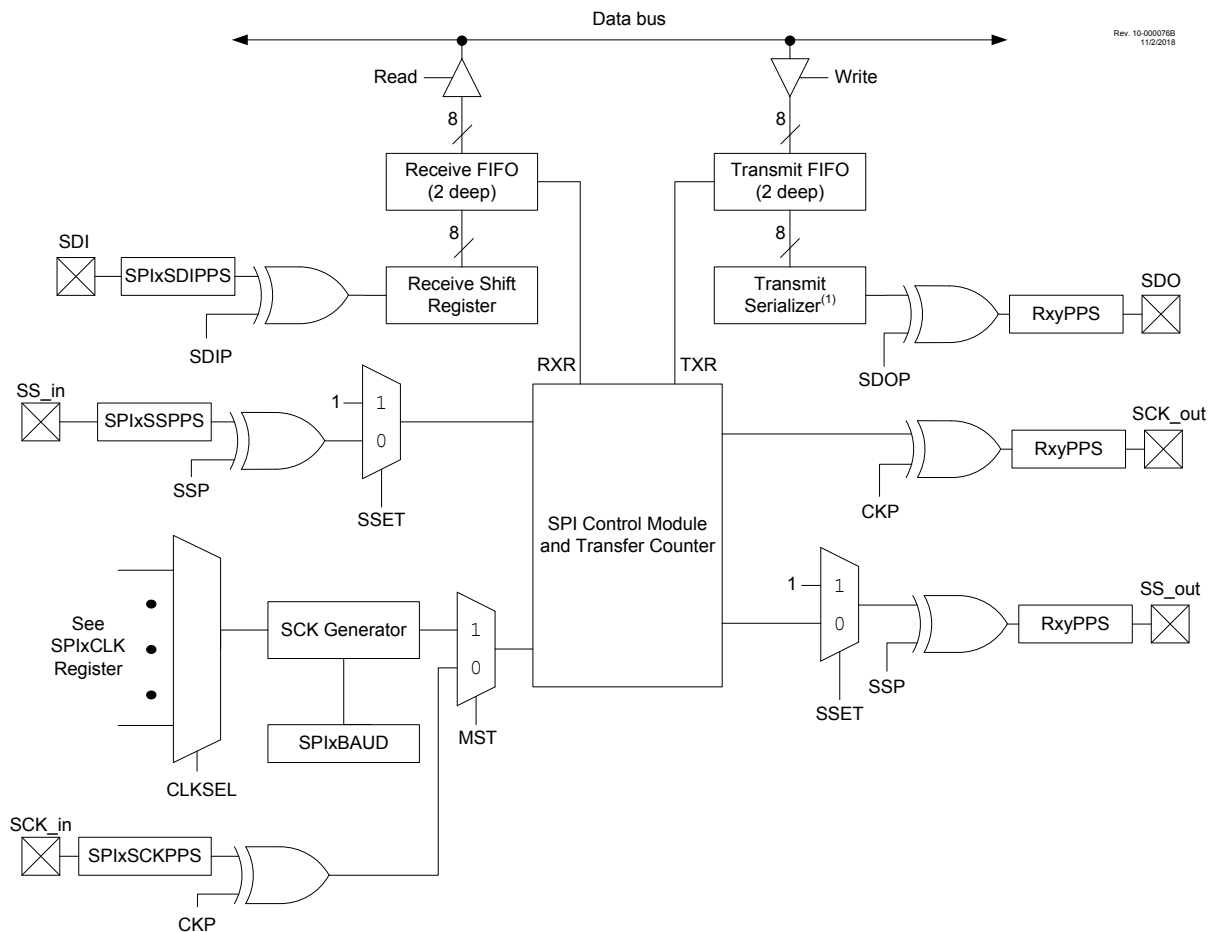 Data bus
Rev. 10-000076B
11/2/2018
Read
Write
8
8
Receive FIFO
(2 deep)
Transmit FIFO
(2 deep)
8
8
SDI
SPIxSDIPPS
Receive Shift
Register
Transmit
Serializer(1)
SDO
RxyPPS
SDIP
SDOP
RXR
TXR
SS_in
SPIxSSPPS
1
1
0
SSP
SSET
SCK_out
RxyPPS
CKP
SPI Control Module
and Transfer Counter
See
SPIxCLK
Register
SCK Generator
1
0
SPIxBAUD
MST
CLKSEL
1
1
0
SS_out
RxyPPS
SSP
SSET
SCK_in
SPIxSCKPPS
CKP